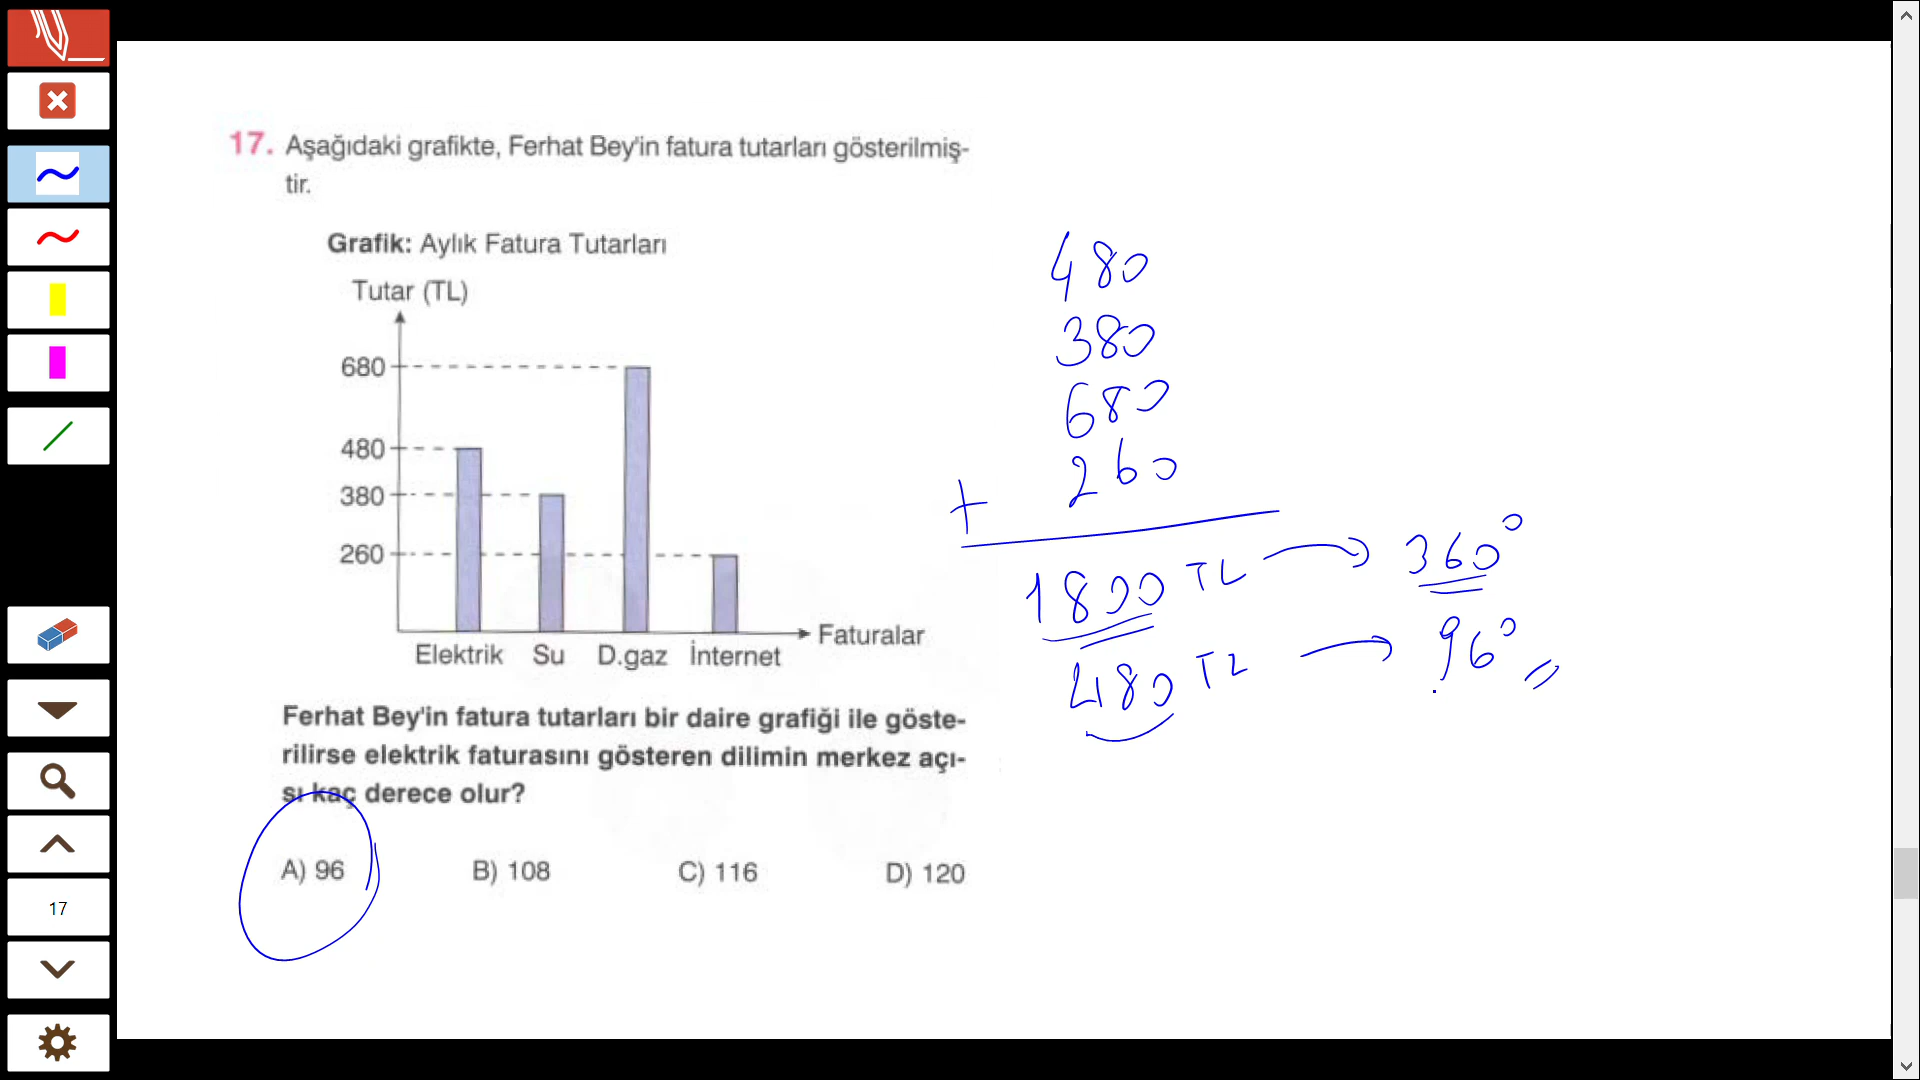 17. Aşağıdaki grafikte, Ferhat Bey'in fatura tutarları gösterilmiş-
tir.
Grafik: Aylık Fatura Tutarları
Tutar (TL)
680
480
380
260
Elektrik Su D.gaz İnternet
Faturalar
Ferhat Bey'in fatura tutarları bir daire grafiği ile göste-
rilirse elektrik faturasını gösteren dilimin merkez açı-
sı kaç derece olur?
A) 96 B) 108 C) 116 D) 120
480
380
680
+ 260
1800 TL → 360°
480 TL → 96°
17